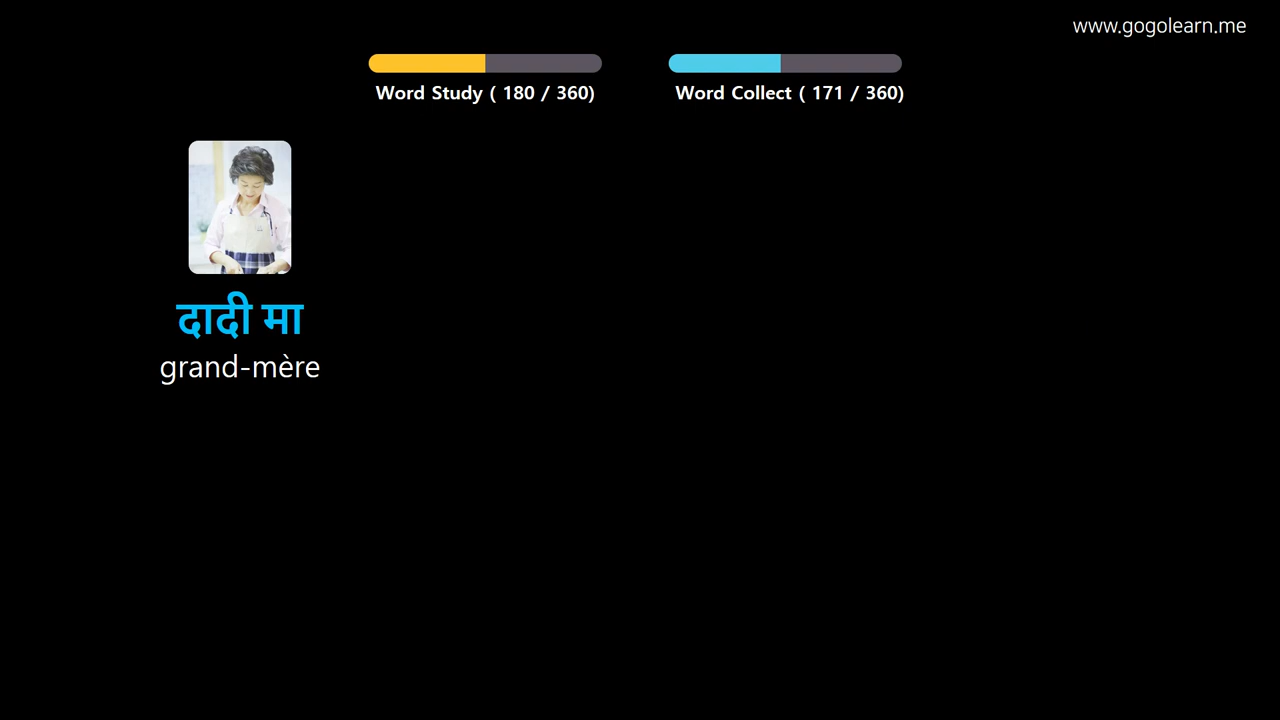 www.gogolearn.me
Word Study ( 180 / 360)
Word Collect ( 171 / 360)
दादी मा
grand-mère